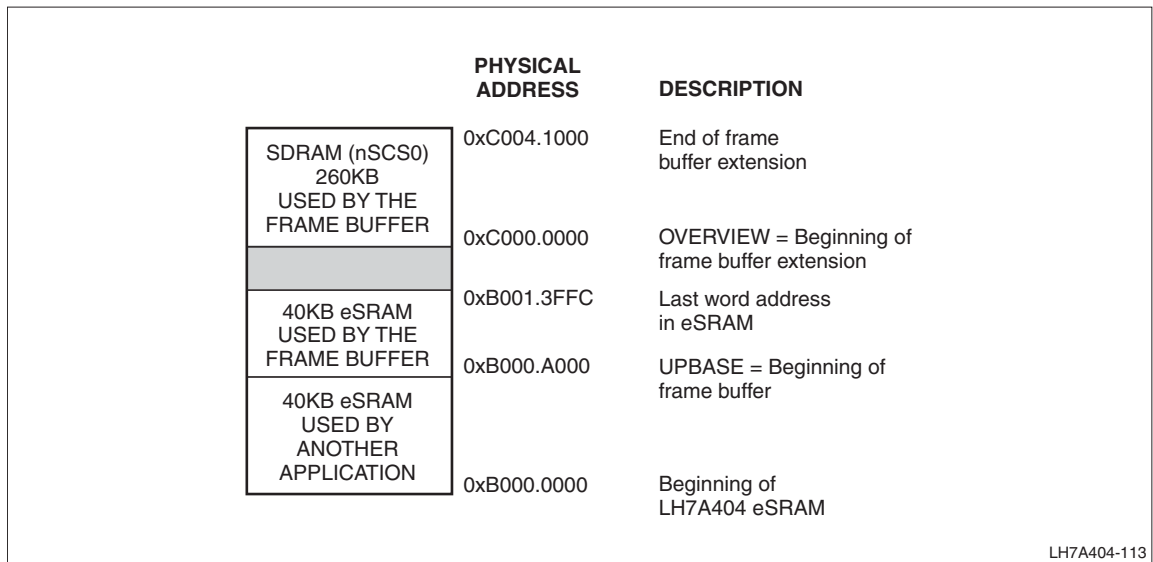 PHYSICAL
ADDRESS
DESCRIPTION
SDRAM (nSCS0)
260KB
USED BY THE
FRAME BUFFER
0xC004.1000
End of frame
buffer extension
0xC000.0000
OVERVIEW = Beginning of
frame buffer extension
40KB eSRAM
USED BY THE
FRAME BUFFER
0xB001.3FFC
Last word address
in eSRAM
0xB000.A000
UPBASE = Beginning of
frame buffer
40KB eSRAM
USED BY
ANOTHER
APPLICATION
0xB000.0000
Beginning of
LH7A404 eSRAM
LH7A404-113